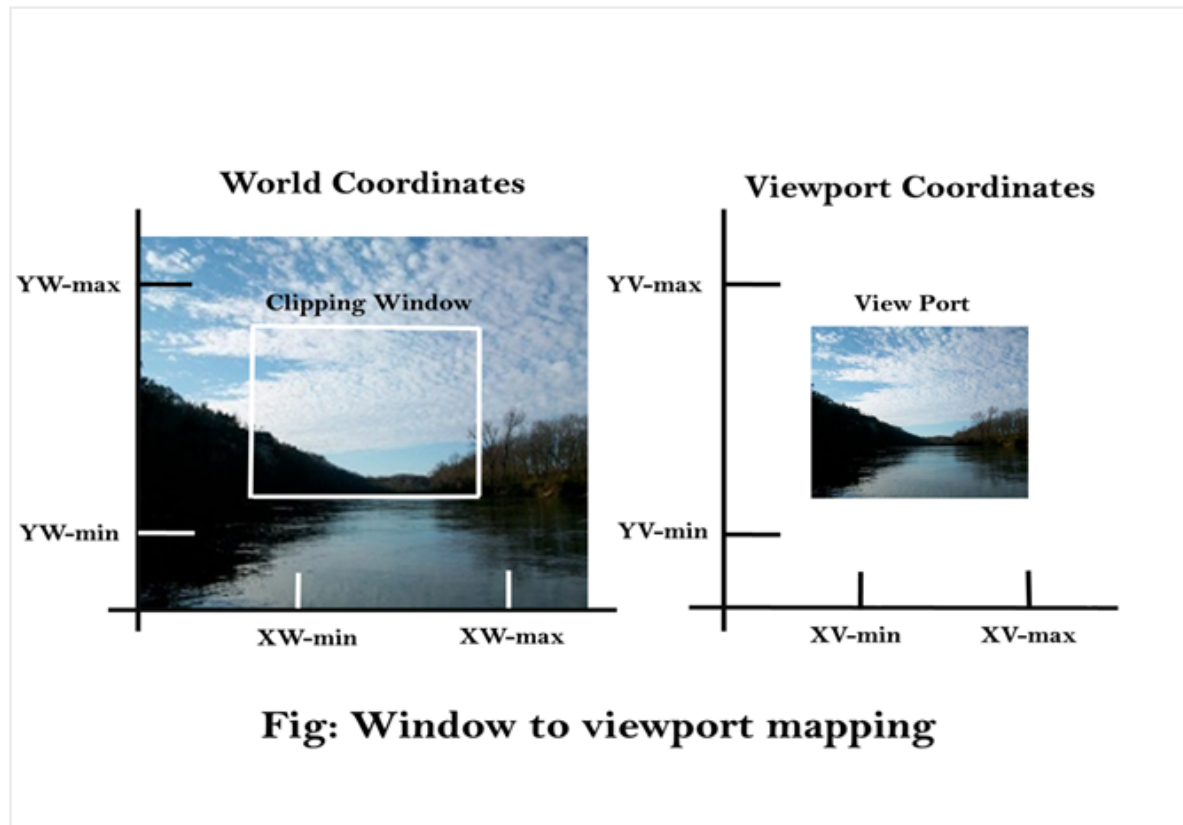 World Coordinates
Viewport Coordinates
YW-max
Clipping Window
YW-min
XW-min
XW-max
YV-max
View Port
YV-min
XV-min
XV-max
Fig: Window to viewport mapping